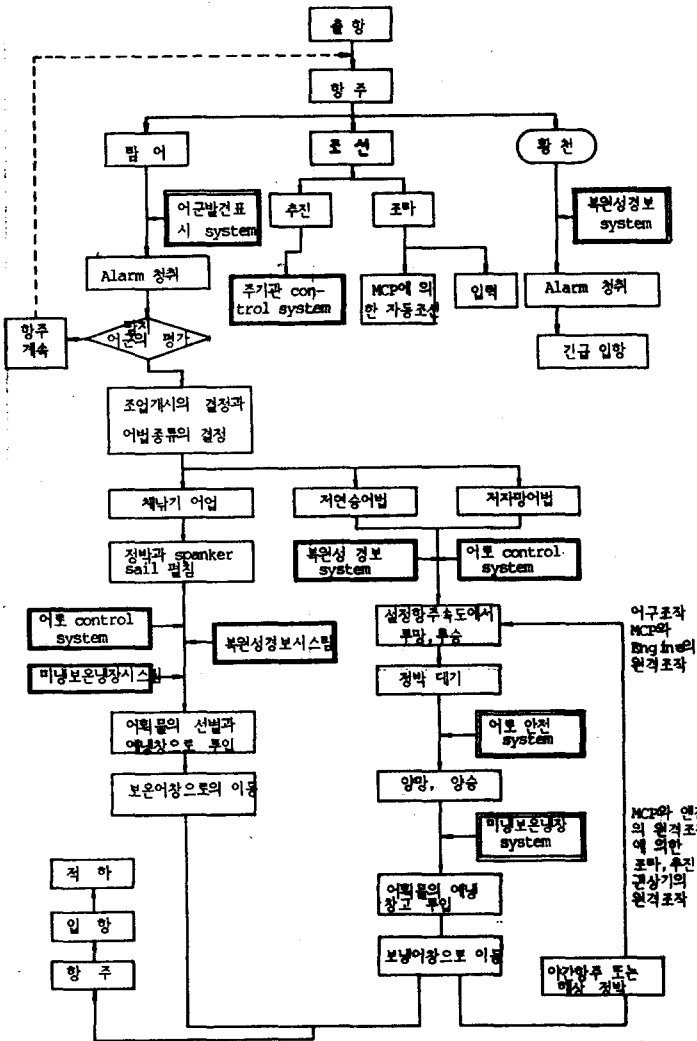 출 항
항 주
탐 어
조 션
황 천
어군발견표
시 system
추진
조타
복원성경보
system
Alarm 청취
주기관 con-
trol system
MCP에 의
한 자동조션
입력
Alarm 청취
항주
계속
어군의 평가
긴급 입항
조업개시의 결정과
어법종류의 결정
채낚기 어업
저연승어법
저자망어법
정박과 spanker
sail 펼침
복원성 경보
system
어로 control
system
어로 control
system
복원성경보시스팀
미냉보온냉장시스팀
설정항주속도에서
투망, 투승
어구조작
MCP와
Engine의
원격조작
정박 대기
어획물의 선별과
예냉창으로 투입
어로 안전
system
보온어창으로의 이동
양망, 양승
미냉보온냉장
system
MCP와 엔진
의 원격조작
에 의한
조타, 추진
권상기의
원격조작
적 하
어획물의 예냉
창고 투입
입 항
보냉어창으로 이동
항 주
야간항주 또는
해상 정박